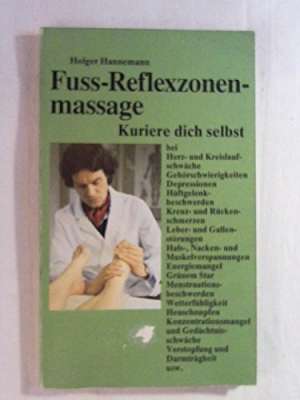 Holger Hannemann
Fuss-Reflexzonen-
massage
Kuriere dich selbst
bei
Herz- und Kreislauf-
schwäche
Gehörschwierigkeiten
Depressionen
Hüftgelenk-
beschwerden
Kreuz- und Rücken-
schmerzen
Leber- und Gallen-
störungen
Hals-, Nacken- und
Muskelverspannungen
Energiemangel
Grünem Star
Menstruations-
beschwerden
Wetterfühligkeit
Heuschnupfen
Konzentrationsmangel
und Gedächtnis-
schwäche
Verstopfung und
Darmträgheit
usw.